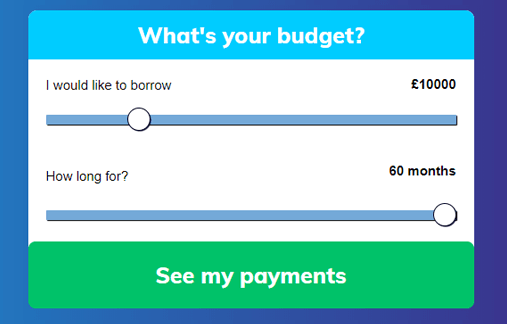 What's your budget?
I would like to borrow £10000
How long for? 60 months
See my payments